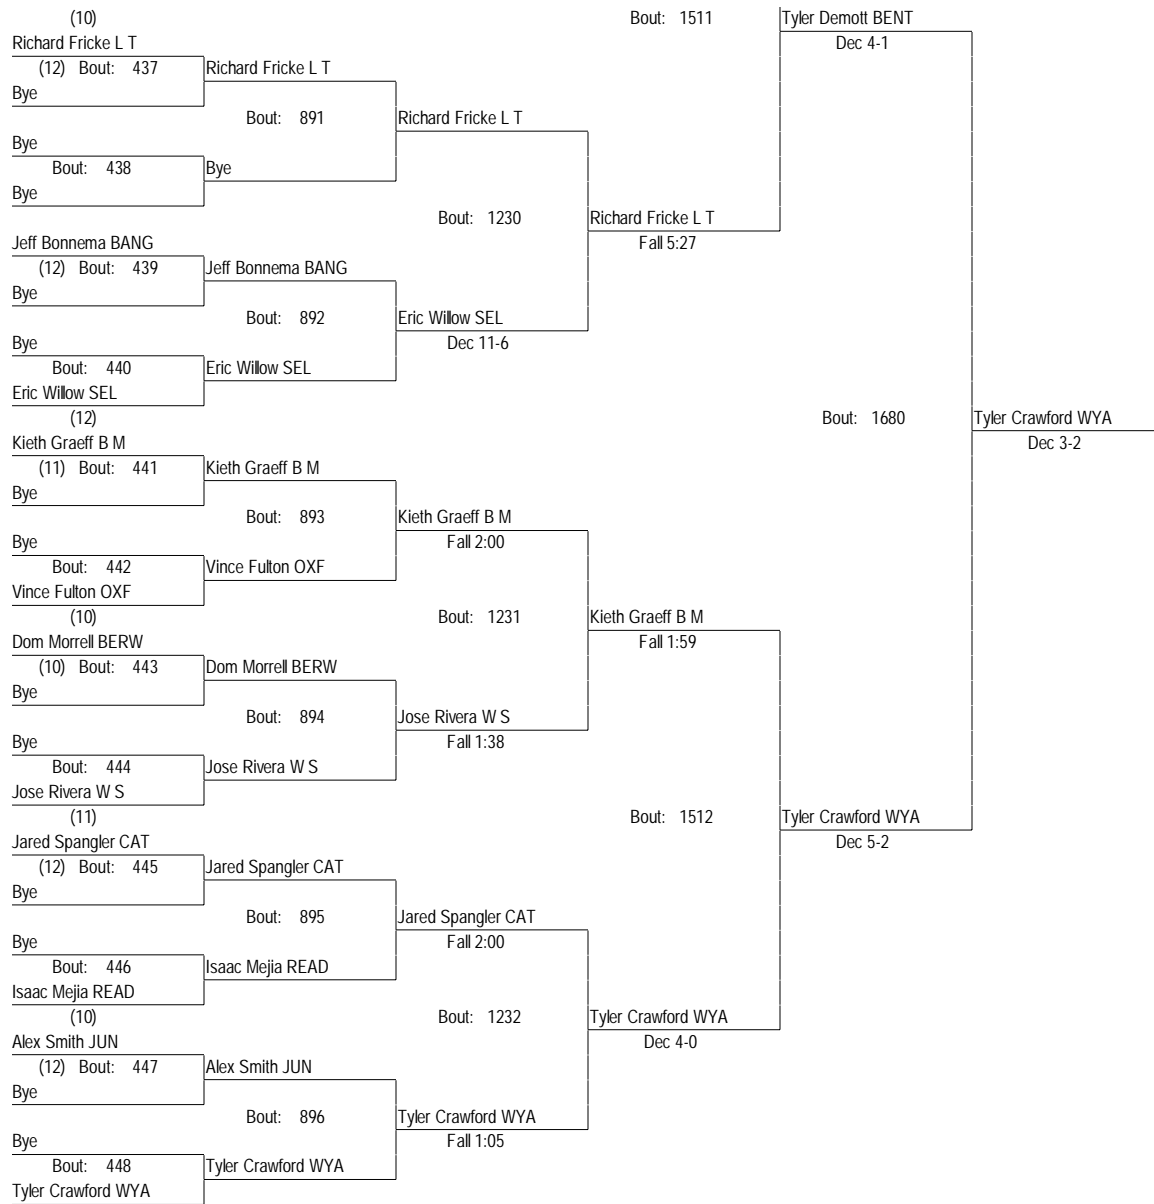 (10)
Bout: 1511
Tyler Demott BENT
Richard Fricke L T
Dec 4-1
(12) Bout: 437
Richard Fricke L T
Bye
Bout: 891
Richard Fricke L T
Bye
Bout: 438
Bye
Bye
Bout: 1230
Richard Fricke L T
Jeff Bonnema BANG
Fall 5:27
(12) Bout: 439
Jeff Bonnema BANG
Bye
Bout: 892
Eric Willow SEL
Bye
Dec 11-6
Bout: 440
Eric Willow SEL
Eric Willow SEL
(12)
Bout: 1680
Tyler Crawford WYA
Kieth Graeff B M
Dec 3-2
(11) Bout: 441
Kieth Graeff B M
Bye
Bout: 893
Kieth Graeff B M
Bye
Fall 2:00
Bout: 442
Vince Fulton OXF
Vince Fulton OXF
(10)
Bout: 1231
Kieth Graeff B M
Dom Morrell BERW
Fall 1:59
(10) Bout: 443
Dom Morrell BERW
Bye
Bout: 894
Jose Rivera W S
Bye
Fall 1:38
Bout: 444
Jose Rivera W S
Jose Rivera W S
(11)
Bout: 1512
Tyler Crawford WYA
Jared Spangler CAT
Dec 5-2
(12) Bout: 445
Jared Spangler CAT
Bye
Bout: 895
Jared Spangler CAT
Bye
Fall 2:00
Bout: 446
Isaac Mejia READ
Isaac Mejia READ
(10)
Bout: 1232
Tyler Crawford WYA
Alex Smith JUN
Dec 4-0
(12) Bout: 447
Alex Smith JUN
Bye
Bout: 896
Tyler Crawford WYA
Bye
Fall 1:05
Bout: 448
Tyler Crawford WYA
Tyler Crawford WYA